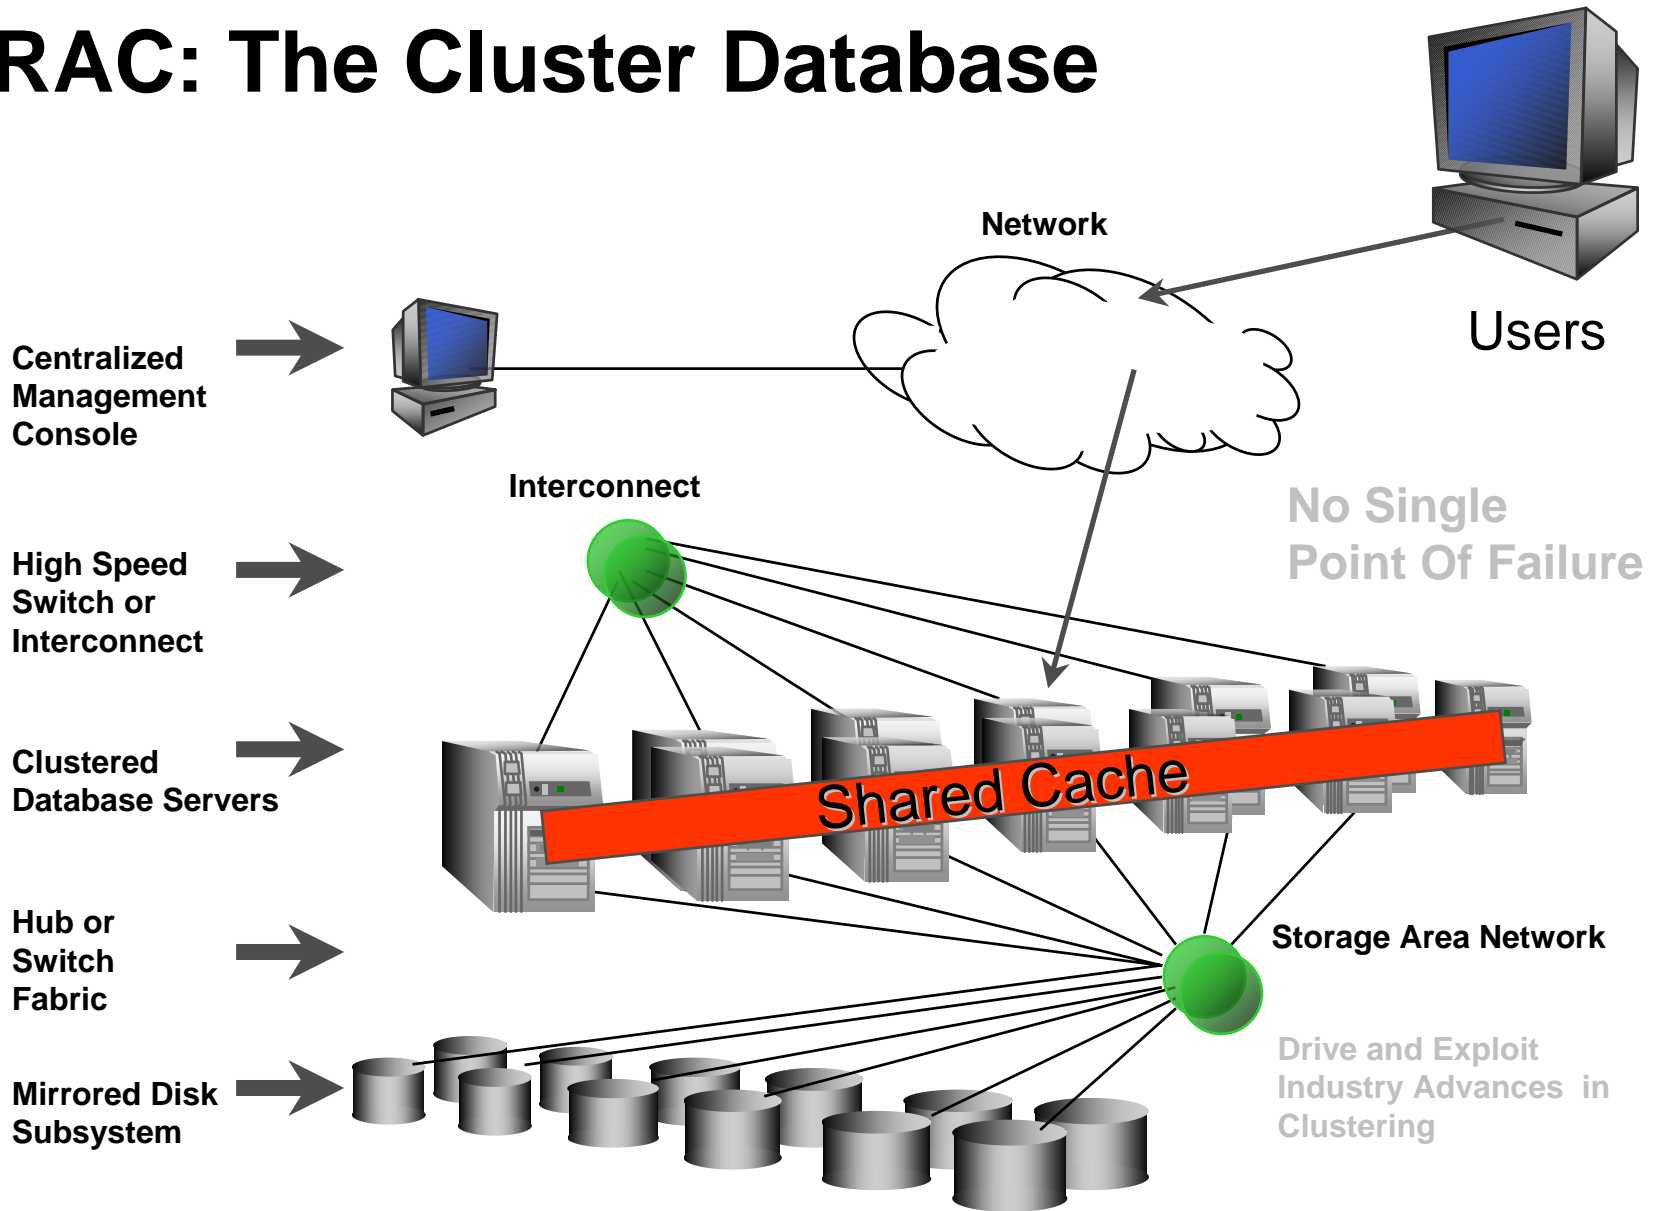 RAC: The Cluster Database
Network
Users
Centralized
Management
Console
Interconnect
No Single
Point Of Failure
High Speed
Switch or
Interconnect
Clustered
Database Servers
Shared Cache
Hub or
Switch
Fabric
Storage Area Network
Drive and Exploit
Industry Advances in
Clustering
Mirrored Disk
Subsystem